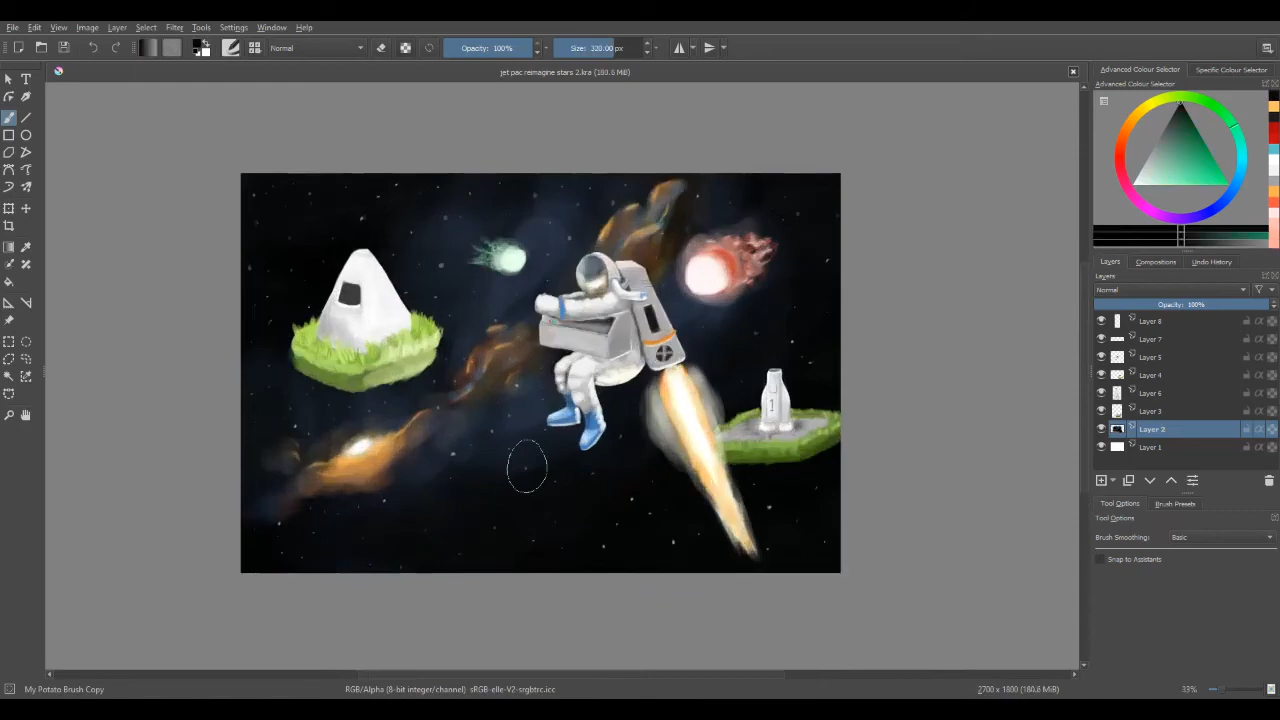 File Edit View Image Layer Select Filter Tools Settings Window Help
Normal Opacity: 100% Size: 320.00 px
jet pac reimagine stars 2.kra (180.6 MiB)
Advanced Colour Selector Specific Colour Selector
Advanced Colour Selector
Layers Compositions Undo History
Layers
Normal
Opacity: 100%
Layer 8
Layer 7
Layer 5
Layer 4
Layer 6
Layer 3
Layer 2
Layer 1
Tool Options Brush Presets
Tool Options
Brush Smoothing: Basic
Snap to Assistants
1
My Potato Brush Copy RGB/Alpha (8-bit integer/channel) sRGB-elle-V2-srgbtrc.icc 2700 x 1800 (180.6 MiB) 33%